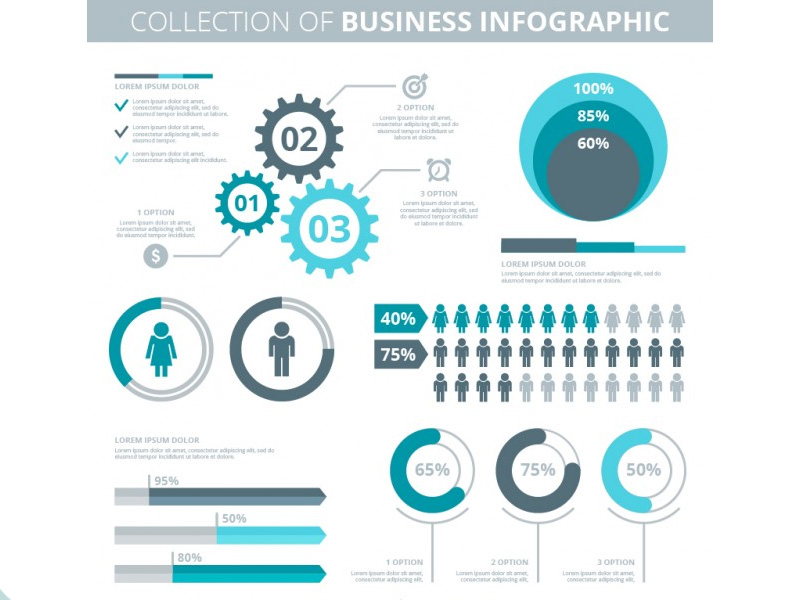 COLLECTION OF BUSINESS INFOGRAPHIC
LOREM IPSUM DOLOR
Lorem ipsum dolor sit amet,
consectetur adipiscing elit, sed do
eiusmod tempor ut labore et dolore.
Lorem ipsum dolor sit amet,
consectetur adipiscing elit, sed do
eiusmod tempor.
Lorem ipsum dolor sit amet,
consectetur adipiscing elit incididunt.
02
01
03
2 OPTION
Lorem ipsum dolor sit amet,
consectetur adipiscing elit, sed do
eiusmod tempor incididunt ut
labore et dolore.
3 OPTION
Lorem ipsum dolor sit amet,
consectetur adipiscing elit, sed
do eiusmod tempor incididunt
ut labore et dolore.
1 OPTION
Lorem ipsum dolor sit amet,
consectetur adipiscing elit, sed do
eiusmod tempor incididunt.
$
100%
85%
60%
LOREM IPSUM DOLOR
Lorem ipsum dolor sit amet, consectetur adipiscing elit, sed do eiusmod
tempor incididunt ut labore et dolore.
40%
75%
LOREM IPSUM DOLOR
Lorem ipsum dolor sit amet, consectetur adipiscing elit, sed do eiusmod
tempor incididunt ut labore et dolore.
95%
50%
80%
65%
75%
50%
1 OPTION
Lorem ipsum dolor sit amet,
consectetur adipiscing elit,
2 OPTION
Lorem ipsum dolor sit amet,
consectetur adipiscing elit,
3 OPTION
Lorem ipsum dolor sit amet,
consectetur adipiscing elit,